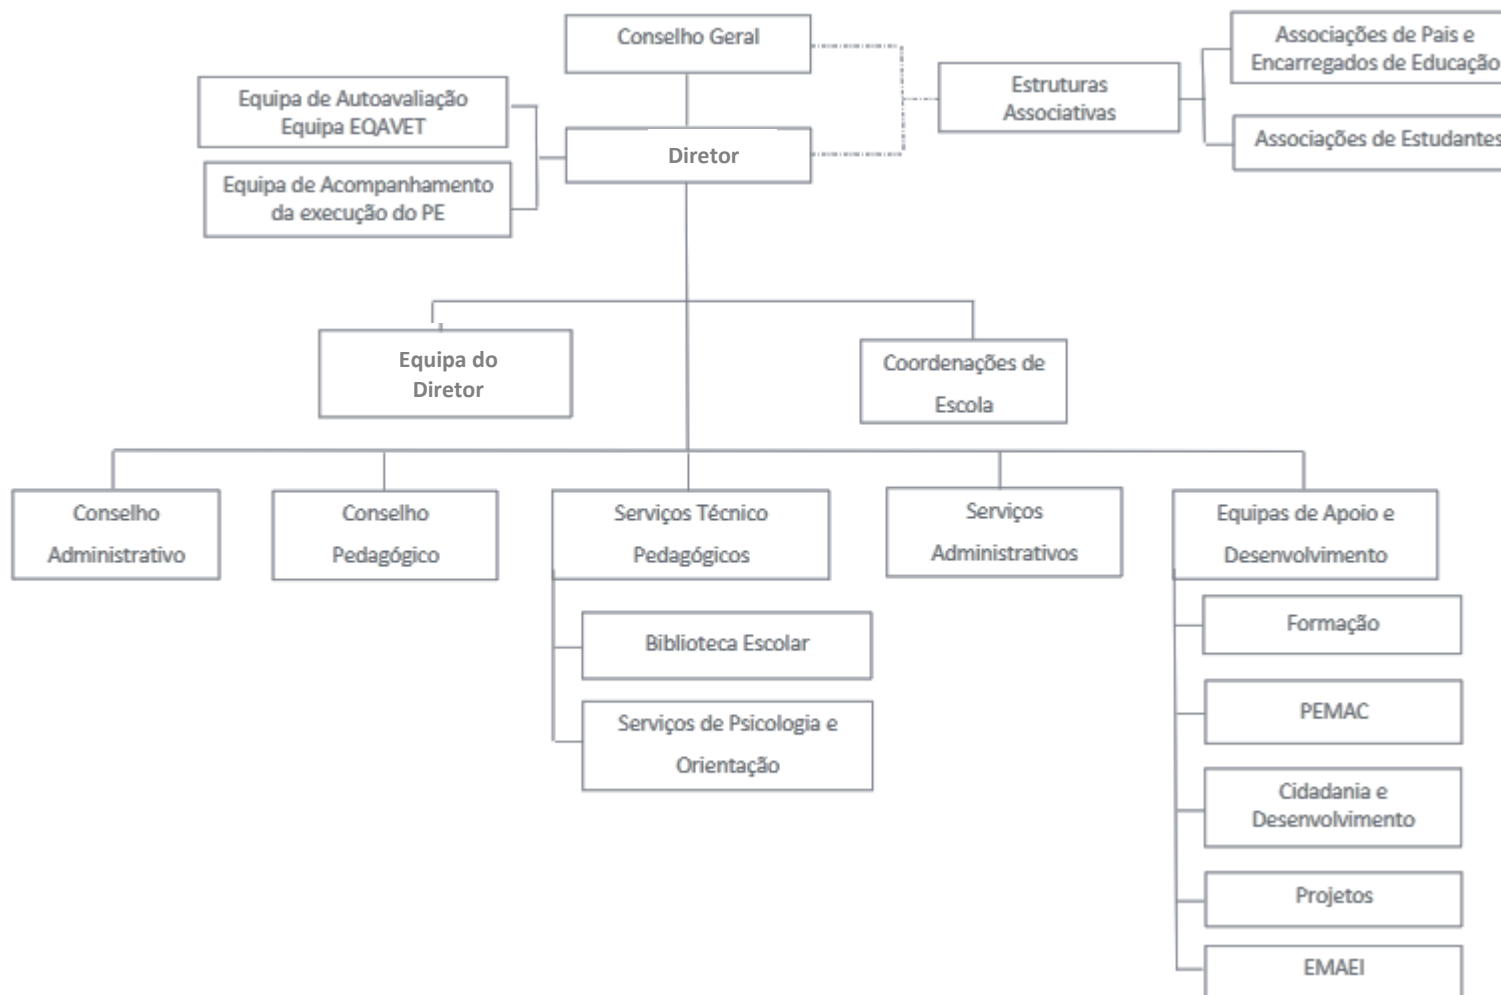 Conselho Geral
Associações de Pais e
Encarregados de Educação
Estruturas
Associativas
Equipa de Autoavaliação
Equipa EQAVET
Diretor
Associações de Estudantes
Equipa de Acompanhamento
da execução do PE
Equipa do
Diretor
Coordenações de
Escola
Conselho
Administrativo
Conselho
Pedagógico
Serviços Técnico
Pedagógicos
Serviços
Administrativos
Equipas de Apoio e
Desenvolvimento
Biblioteca Escolar
Serviços de Psicologia e
Orientação
Formação
PEMAC
Cidadania e
Desenvolvimento
Projetos
EMAEI